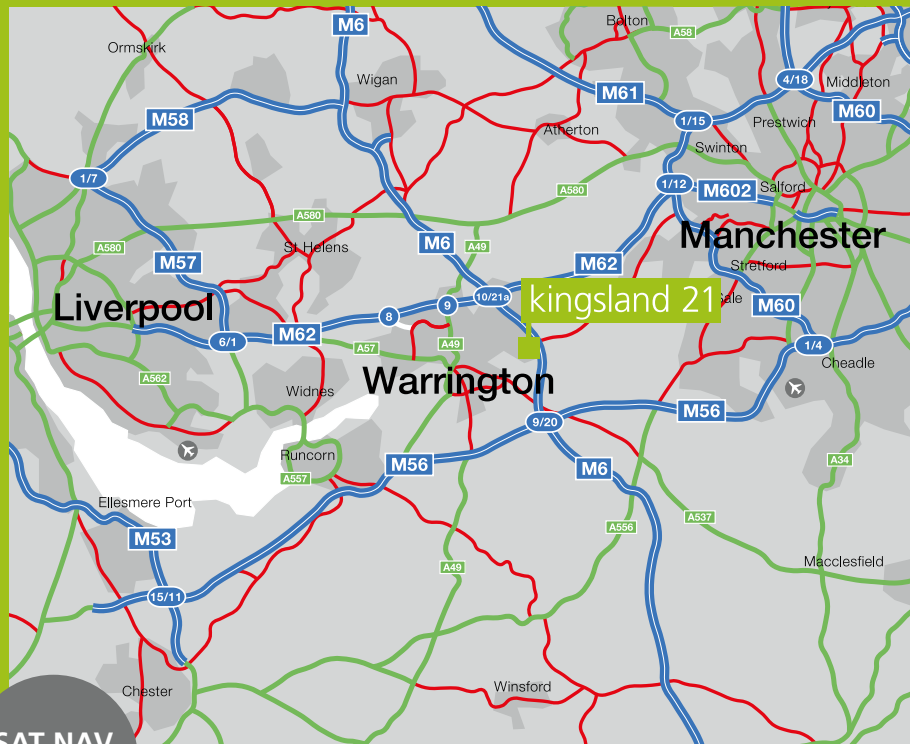 M6
Bolton
A58
Ormskirk
Wigan
4/18
Middleton
M61
M60
M58
1/15
Prestwich
Atherton
Swinton
1/7
1/12
M602
Salford
A580
A580
M6
A49
Manchester
A580
St Helens
M57
M62
Stretford
10/21a
kingsland 21
Sale
M60
Liverpool
9
8
M62
6/1
A57
A49
1/4
Cheadle
A562
Widnes
Warrington
M56
9/20
Runcorn
M56
M6
A34
A557
Ellesmere Port
A537
A556
M53
Macclesfield
A49
15/11
Chester
Winsford
SAT NAV